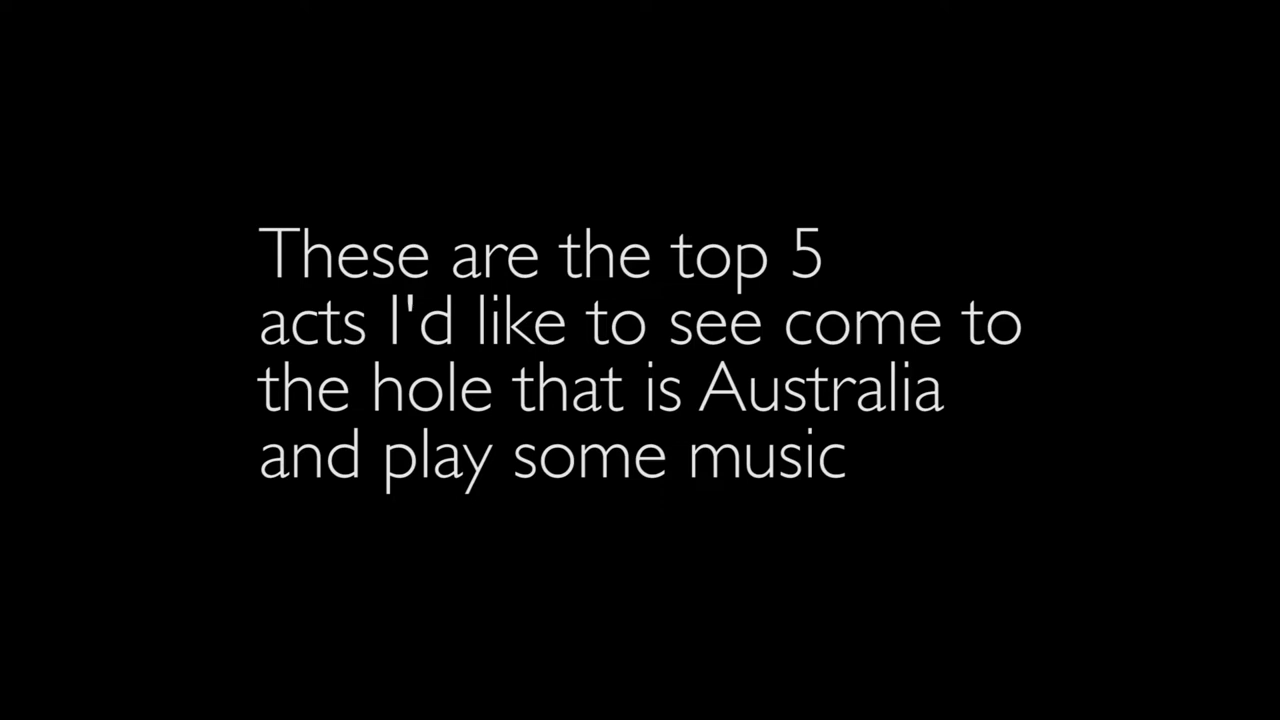 These are the top 5
acts I'd like to see come to
the hole that is Australia
and play some music